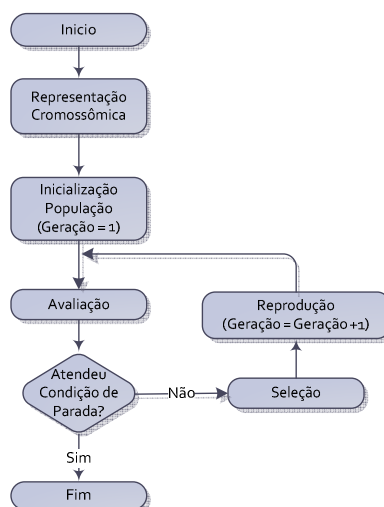 Inicio
Representação
Cromossômica
Inicialização
População
(Geração = 1)
Avaliação
Reprodução
(Geração = Geração +1)
Atendeu
Condição de
Parada?
Não
Seleção
Sim
Fim